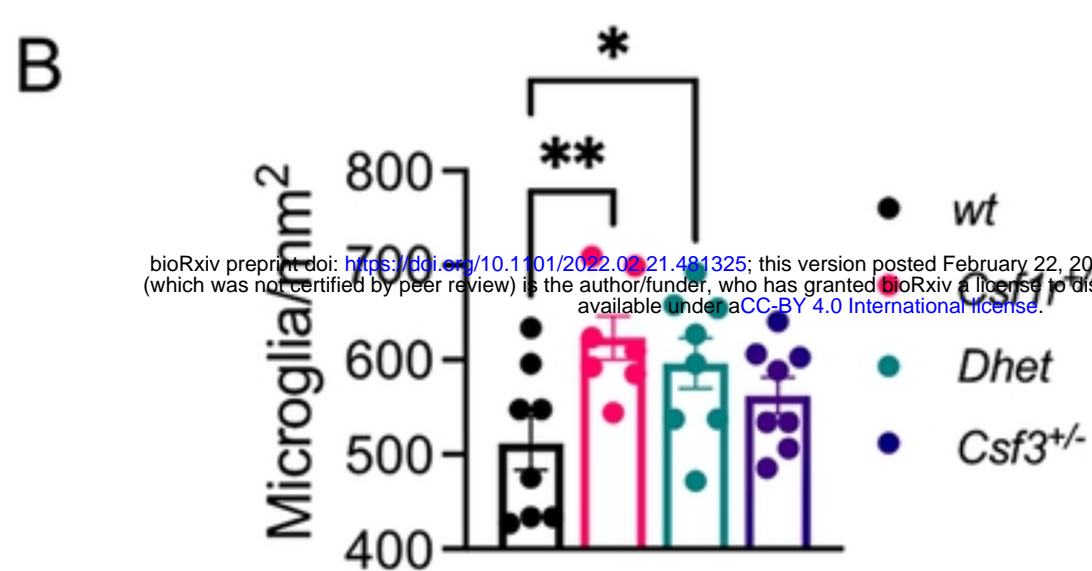 B
*
**
Microglia/mm²
800
700
600
500
400
wt
Csf1r⁺/
Dhet
Csf3⁺/⁻
bioRxiv preprint doi: https://doi.org/10.1101/2022.02.21.481325; this version posted February 22, 20
(which was not certified by peer review) is the author/funder, who has granted bioRxiv a license to dis
available under aCC-BY 4.0 International license.